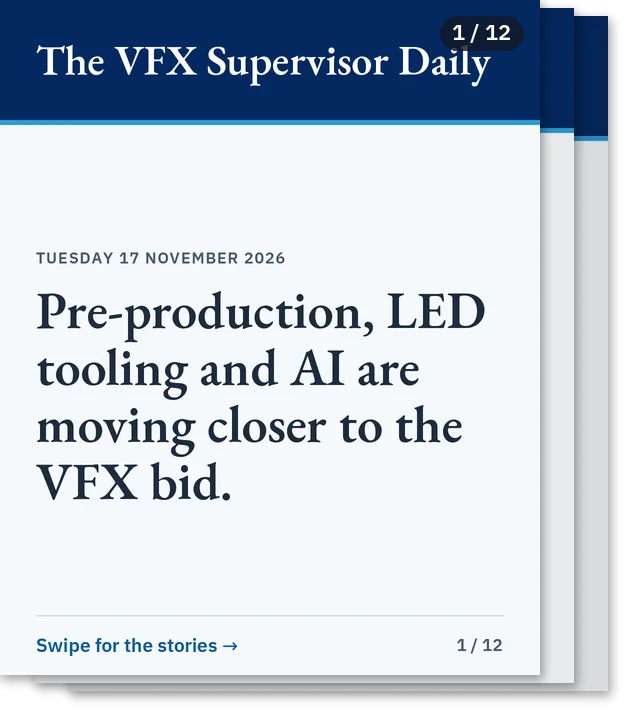 1 / 12
The VFX Supervisor Daily
TUESDAY 17 NOVEMBER 2026
Pre-production, LED
tooling and AI are
moving closer to the
VFX bid.
Swipe for the stories →
1 / 12